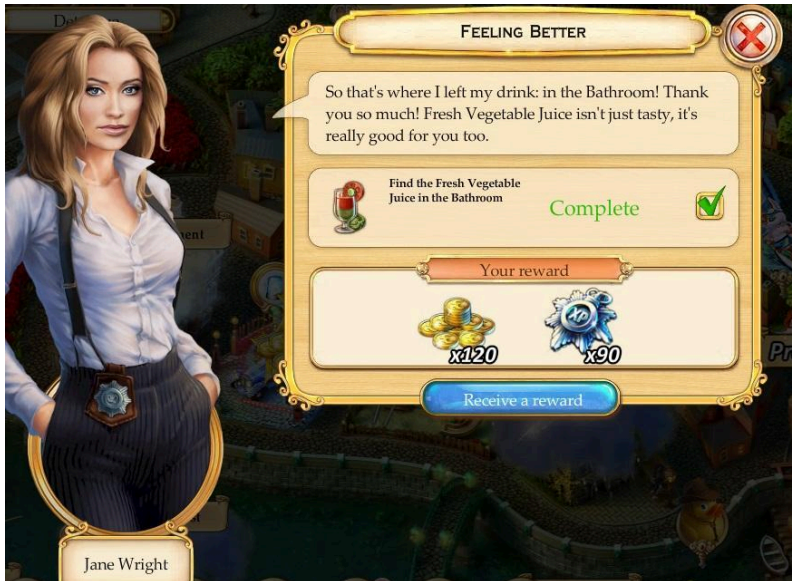 FEELING BETTER
So that's where I left my drink: in the Bathroom! Thank
you so much! Fresh Vegetable Juice isn't just tasty, it's
really good for you too.
Find the Fresh Vegetable
Juice in the Bathroom
Complete
Your reward
XP
x120
x90
Receive a reward
Jane Wright